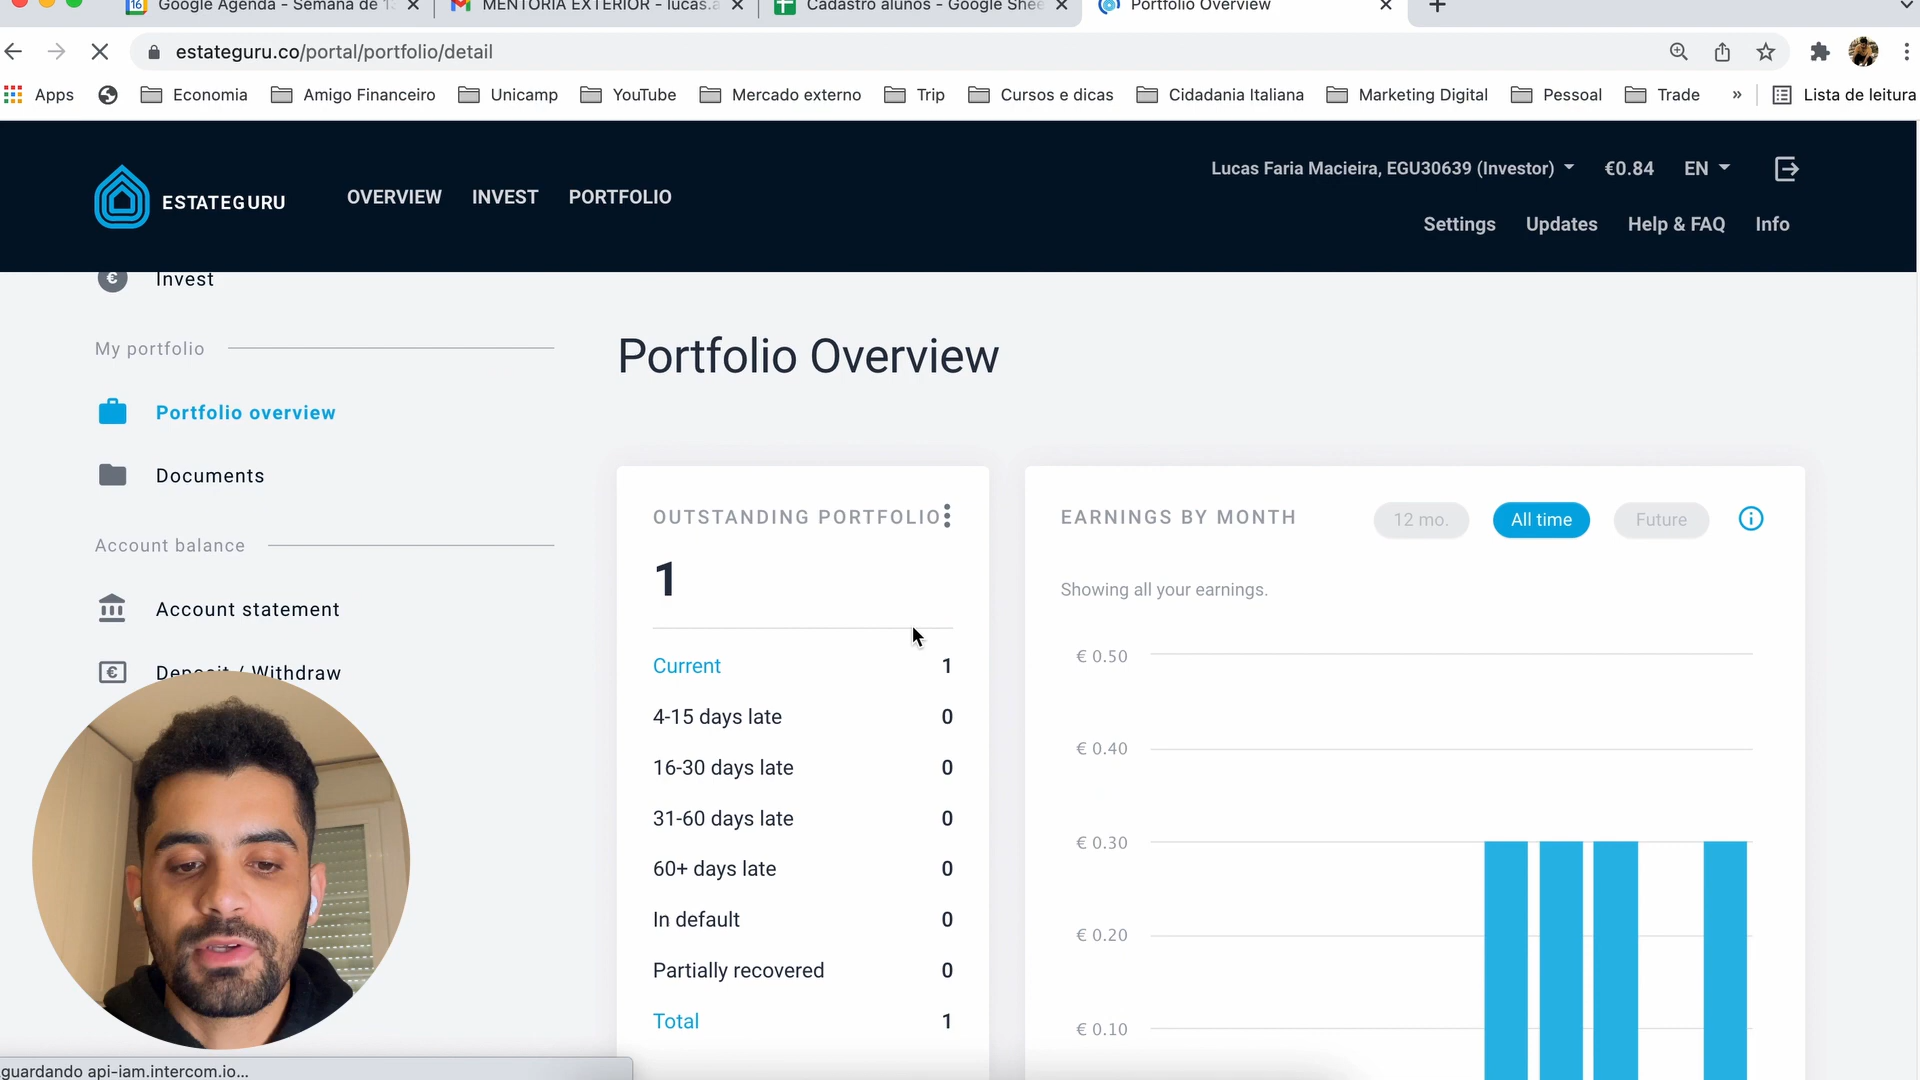 Google Agenda - Semana de 13
MENTORIA EXTERIOR - lucas.a
Cadastro alunos - Google Shee
Portfolio Overview
estateguru.co/portal/portfolio/detail
Apps
Economia
Amigo Financeiro
Unicamp
YouTube
Mercado externo
Trip
Cursos e dicas
Cidadania Italiana
Marketing Digital
Pessoal
Trade
»
Lista de leitura
ESTATEGURU
OVERVIEW
INVEST
PORTFOLIO
Lucas Faria Macieira, EGU30639 (Investor)
€0.84
EN
Settings
Updates
Help & FAQ
Info
Invest
My portfolio
Portfolio overview
Documents
Account balance
Account statement
Deposit / Withdraw
Portfolio Overview
OUTSTANDING PORTFOLIO
1
Current 1
4-15 days late 0
16-30 days late 0
31-60 days late 0
60+ days late 0
In default 0
Partially recovered 0
Total 1
EARNINGS BY MONTH
12 mo.
All time
Future
Showing all your earnings.
€ 0.50
€ 0.40
€ 0.30
€ 0.20
€ 0.10
guardando api-iam.intercom.io...